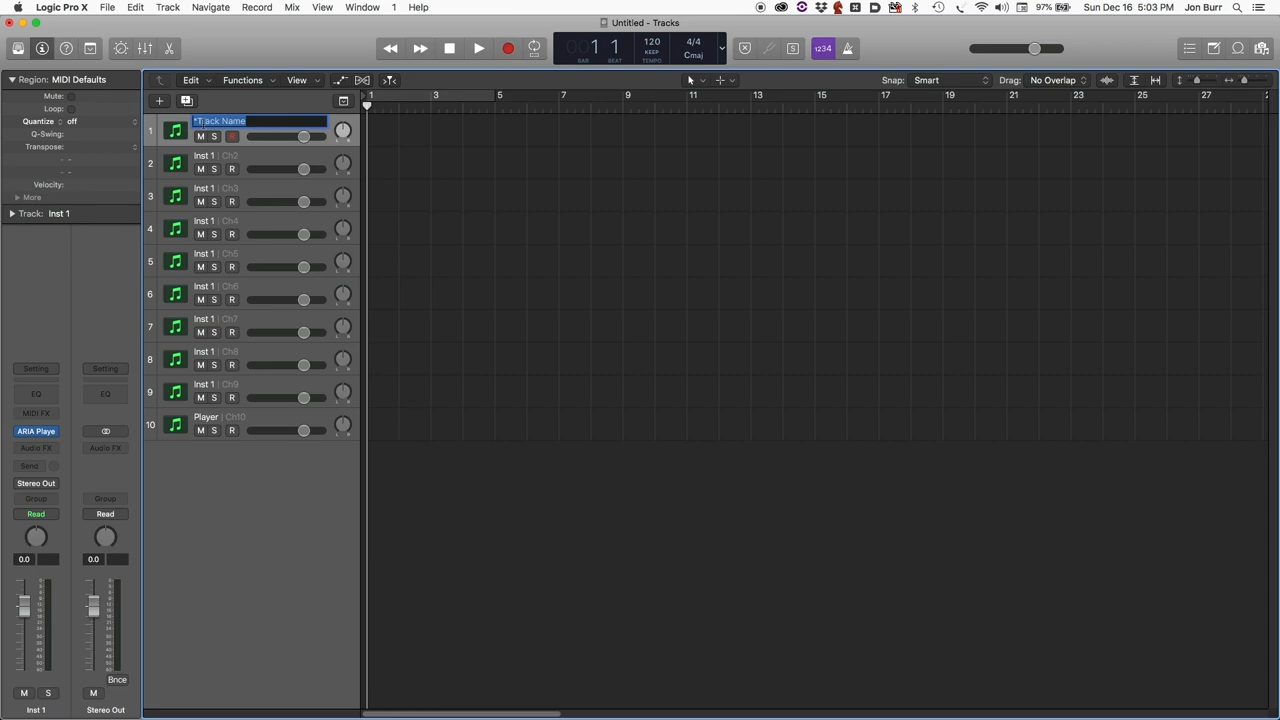 Logic Pro X File Edit Track Navigate Record Mix View Window 1 Help
97% Sun Dec 16 5:03 PM Jon Burr
Untitled - Tracks
1 1
BAR BEAT
120
KEEP
TEMPO
4/4
Cmaj
1234
Region: MIDI Defaults
Mute:
Loop:
Quantize off
Q-Swing:
Transpose:
Velocity:
More
Track: Inst 1
Edit Functions View
Snap: Smart Drag: No Overlap
1 3 5 7 9 11 13 15 17 19 21 23 25 27
1 *Track Name
M S R
2 Inst 1 | Ch2
M S R
3 Inst 1 | Ch3
M S R
4 Inst 1 | Ch4
M S R
5 Inst 1 | Ch5
M S R
6 Inst 1 | Ch6
M S R
7 Inst 1 | Ch7
M S R
8 Inst 1 | Ch8
M S R
9 Inst 1 | Ch9
M S R
10 Player | Ch10
M S R
Setting Setting
EQ EQ
MIDI FX
ARIA Playe
Audio FX Audio FX
Send
Stereo Out
Group Group
Read Read
0.0 0.0
Bnce
M S M
Inst 1 Stereo Out